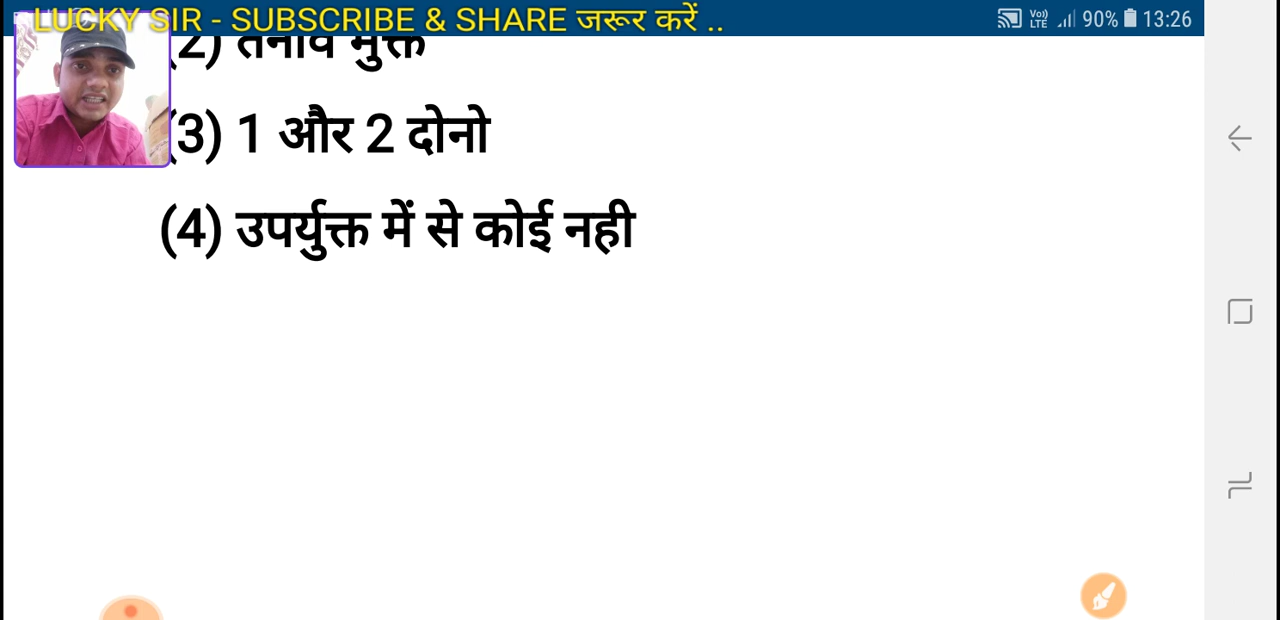 LUCKY SIR - SUBSCRIBE & SHARE जरूर करें ..
90% 13:26
(2) तनाव मुक्त
(3) 1 और 2 दोनो
(4) उपर्युक्त में से कोई नही